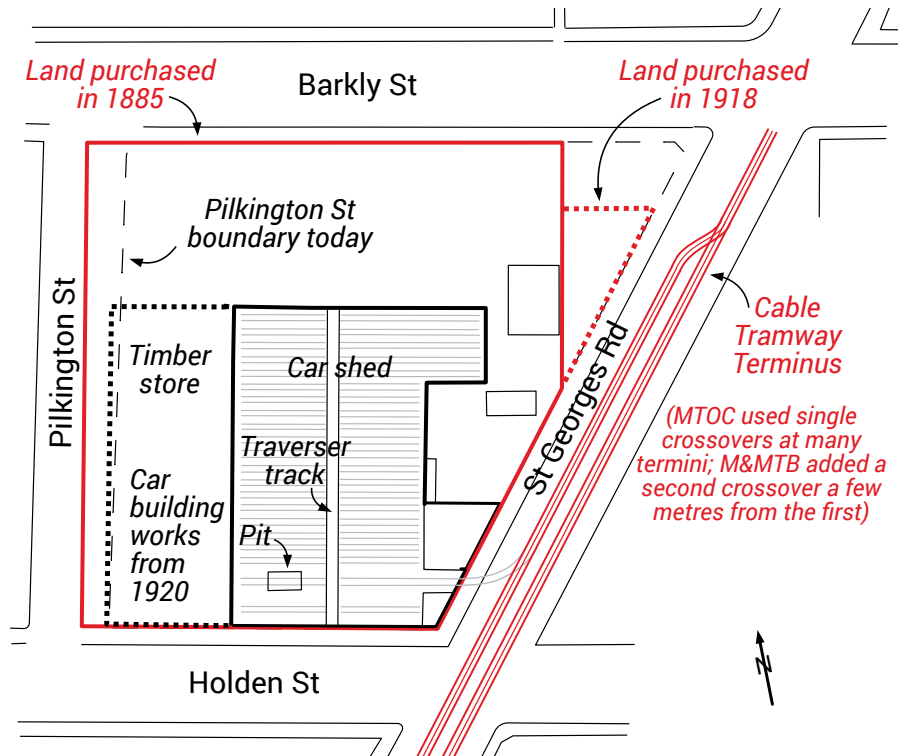 Land purchased
in 1885
Barkly St
Land purchased
in 1918
Pilkington St
boundary today
Pilkington St
Timber
store
Car shed
Cable
Tramway
Terminus
St Georges Rd
(MTOC used single
crossovers at many
termini; M&MTB added a
second crossover a few
metres from the first)
Traverser
track
Car
building
works
from
1920
Pit
Holden St
N